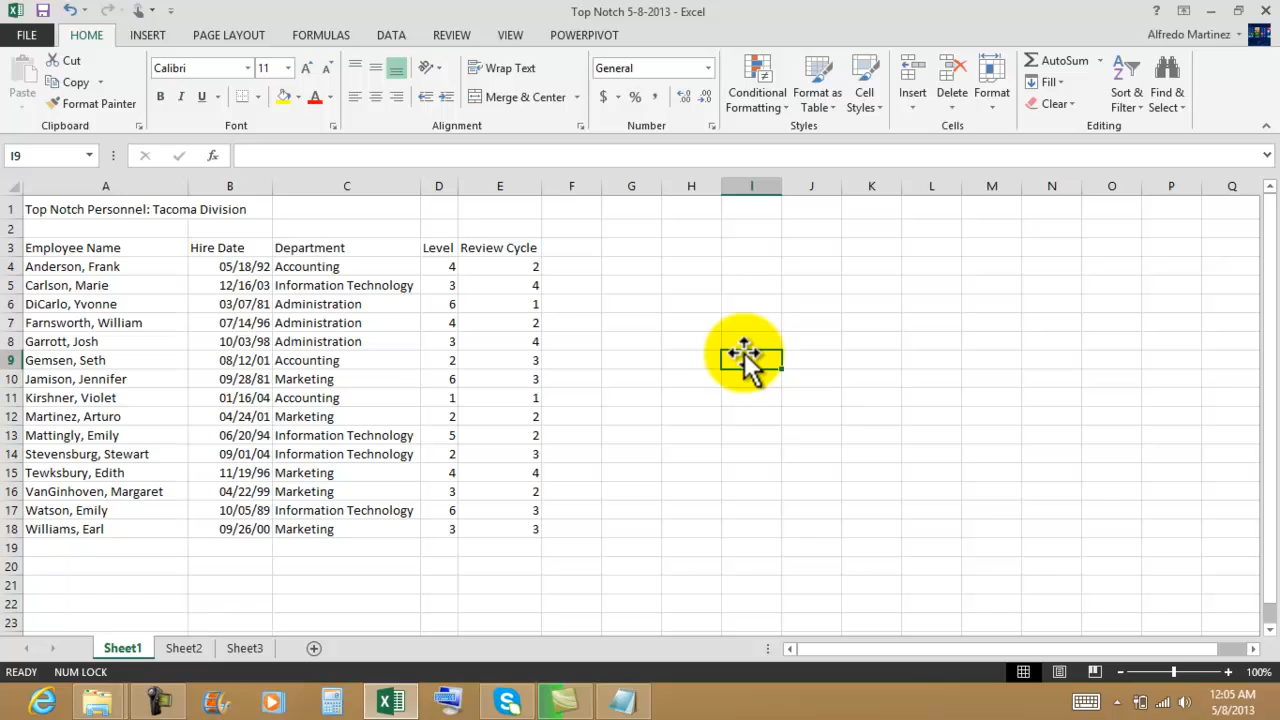 Top Notch 5-8-2013 - Excel
?
FILE HOME INSERT PAGE LAYOUT FORMULAS DATA REVIEW VIEW POWERPIVOT Alfredo Martinez
Paste Cut Copy Format Painter
Calibri 11
B I U A
Wrap Text
Merge & Center
General
$ % ,
Conditional Formatting Format as Table Cell Styles
Insert Delete Format
AutoSum Fill Clear Sort & Filter Find & Select
Clipboard Font Alignment Number Styles Cells Editing
I9 fx
A B C D E F G H I J K L M N O P Q
1 Top Notch Personnel: Tacoma Division
2
3 Employee Name Hire Date Department Level Review Cycle
4 Anderson, Frank 05/18/92 Accounting 4 2
5 Carlson, Marie 12/16/03 Information Technology 3 4
6 DiCarlo, Yvonne 03/07/81 Administration 6 1
7 Farnsworth, William 07/14/96 Administration 4 2
8 Garrott, Josh 10/03/98 Administration 3 4
9 Gemsen, Seth 08/12/01 Accounting 2 3
10 Jamison, Jennifer 09/28/81 Marketing 6 3
11 Kirshner, Violet 01/16/04 Accounting 1 1
12 Martinez, Arturo 04/24/01 Marketing 2 2
13 Mattingly, Emily 06/20/94 Information Technology 5 2
14 Stevensburg, Stewart 09/01/04 Information Technology 2 3
15 Tewksbury, Edith 11/19/96 Marketing 4 4
16 VanGinhoven, Margaret 04/22/99 Marketing 3 2
17 Watson, Emily 10/05/89 Information Technology 6 3
18 Williams, Earl 09/26/00 Marketing 3 3
19
20
21
22
23
Sheet1 Sheet2 Sheet3
READY NUM LOCK 100%
12:05 AM
5/8/2013